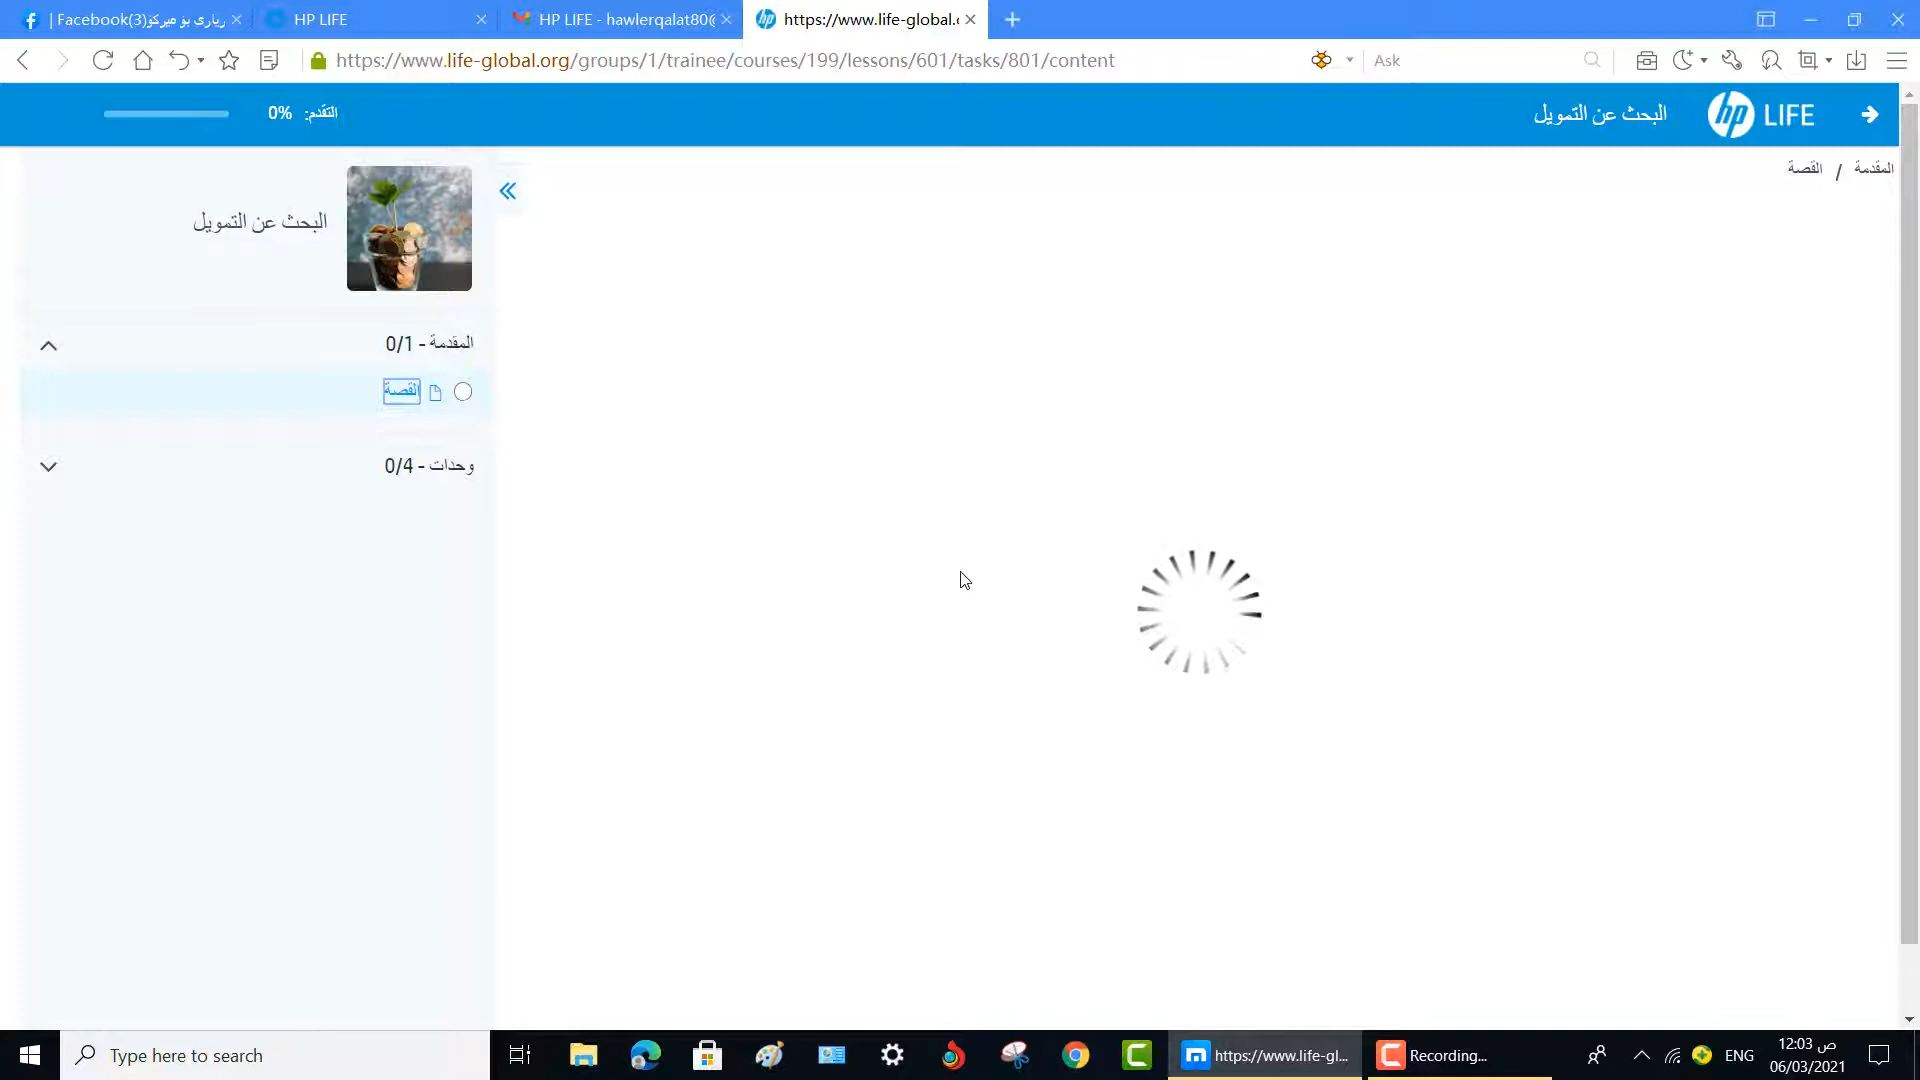 | Facebook(3)
HP LIFE
HP LIFE - hawlerqalat80@
https://www.life-global.
https://www.life-global.org/groups/1/trainee/courses/199/lessons/601/tasks/801/content
Ask
LIFE
البحث عن التمويل
التقدم: 0%
المقدمة / القصة
البحث عن التمويل
المقدمة - 0/1
القصة
وحدات - 0/4
Type here to search
https://www.life-gl...
Recording...
ENG
12:03 ص
06/03/2021